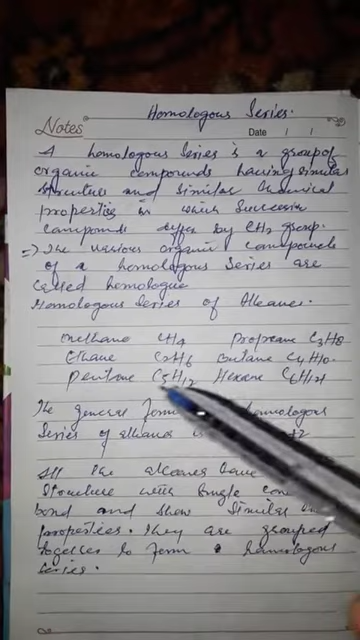 Homologous Series:
Notes
Date / /
A homologous Series is a group of
organic compounds having similar
structures and similar chemical
properties in which Successive
compounds differ by CH2 group.
=> The various organic compounds
of a homologous Series are
called homologue
Homologous Series of Alkanes.
Methane CH4 Propane C3H8
Ethane C2H6 Butane C4H10
Pentane C5H12 Hexane C6H14
The general form homologous
Series of alkanes is
All the alkanes have
Structure with Single
bond and show Similar
properties. They are grouped
together to form homologous
Series.